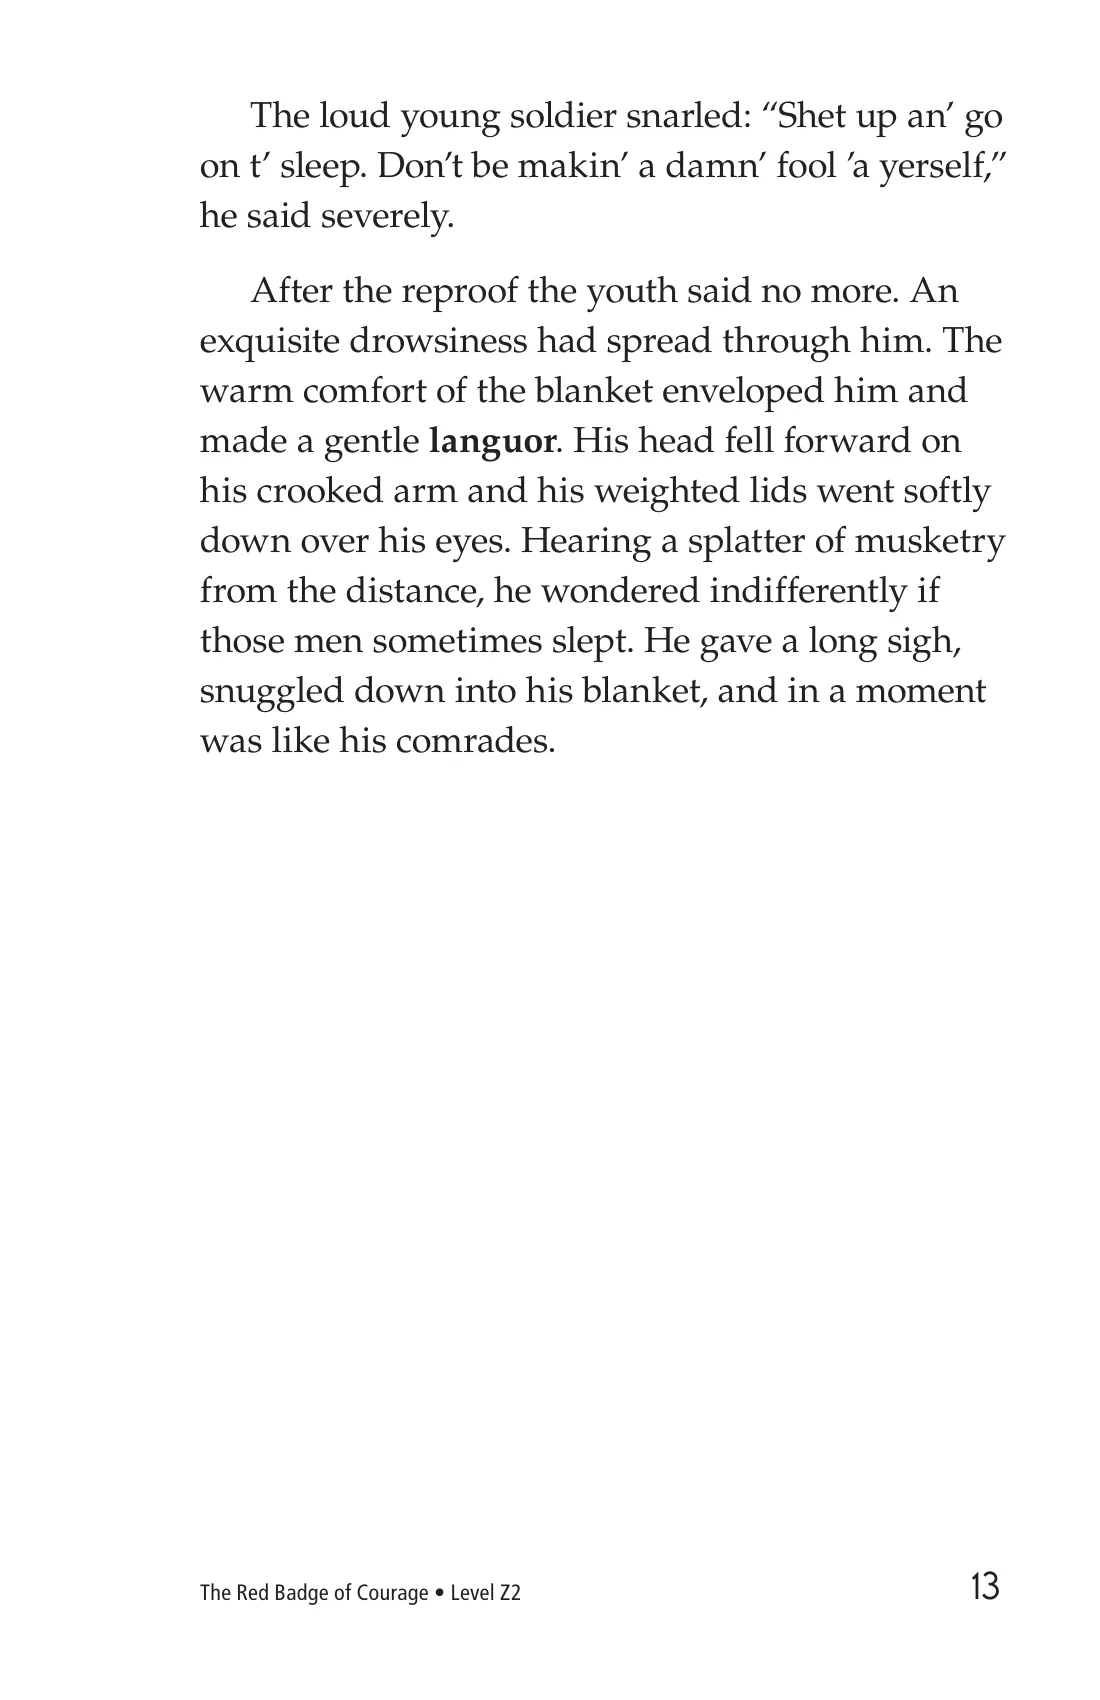 The loud young soldier snarled: “Shet up an’ go
on t’ sleep. Don’t be makin’ a damn’ fool ’a yerself,”
he said severely.
After the reproof the youth said no more. An
exquisite drowsiness had spread through him. The
warm comfort of the blanket enveloped him and
made a gentle languor. His head fell forward on
his crooked arm and his weighted lids went softly
down over his eyes. Hearing a splatter of musketry
from the distance, he wondered indifferently if
those men sometimes slept. He gave a long sigh,
snuggled down into his blanket, and in a moment
was like his comrades.
The Red Badge of Courage • Level Z2
13